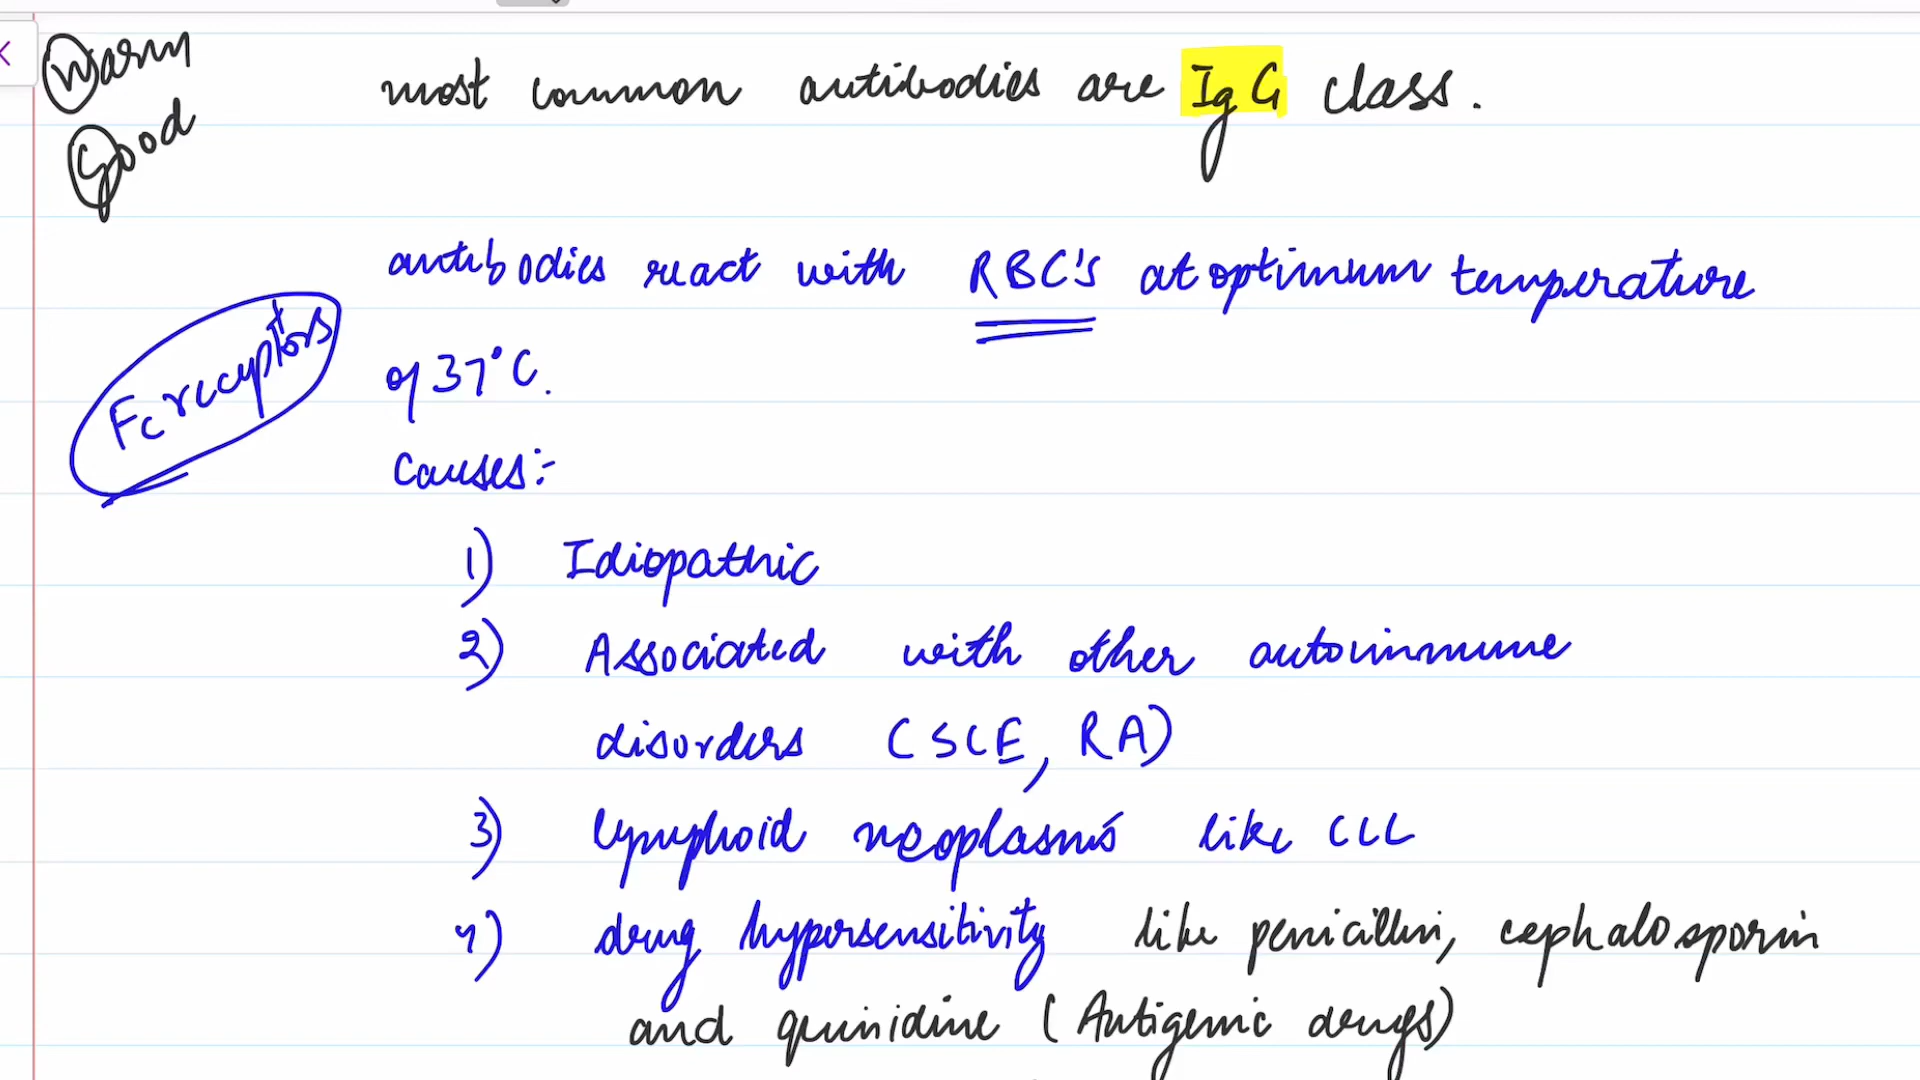 Warm
Good
most common antibodies are IgG class.
antibodies react with RBC's at optimum temperature
of 37°C.
Fc receptors
Causes:-
1) Idiopathic
2) Associated with other autoimmune
disorders (SLE, RA)
3) lymphoid neoplasms like CLL
4) drug hypersensitivity like penicillin, cephalosporin
and quinidine (Antigenic drugs)